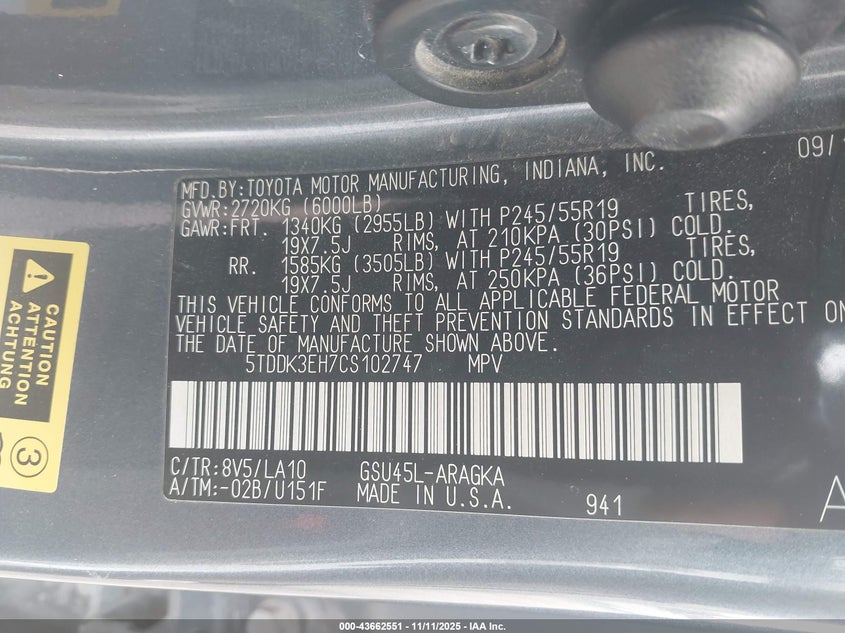 MFD.BY:TOYOTA MOTOR MANUFACTURING, INDIANA, INC. 09/
GVWR:2720KG (6000LB)
GAWR:FRT. 1340KG (2955LB) WITH P245/55R19 TIRES,
19X7.5J RIMS, AT 210KPA (30PSI) COLD.
RR. 1585KG (3505LB) WITH P245/55R19 TIRES,
19X7.5J RIMS, AT 250KPA (36PSI) COLD.
THIS VEHICLE CONFORMS TO ALL APPLICABLE FEDERAL MOTOR
VEHICLE SAFETY AND THEFT PREVENTION STANDARDS IN EFFECT ON
THE DATE OF MANUFACTURE SHOWN ABOVE.
5TDDK3EH7CS102747 MPV
C/TR:8V5/LA10 GSU45L-ARAGKA
A/TM:-02B/U151F MADE IN U.S.A. 941
A
CAUTION
ATTENTION
ACHTUNG
3
000-43662551 - 11/11/2025 - IAA Inc.